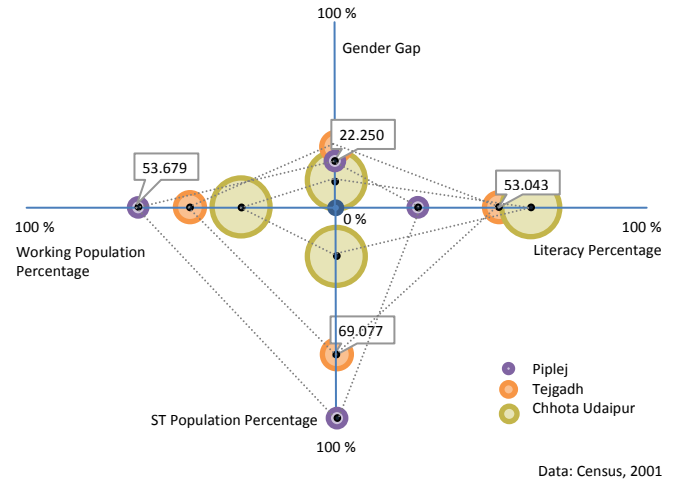 100 %
Gender Gap
22.250
53.679
53.043
100 %
0 %
100 %
Working Population
Percentage
Literacy Percentage
69.077
ST Population Percentage
100 %
Piplej
Tejgadh
Chhota Udaipur
Data: Census, 2001